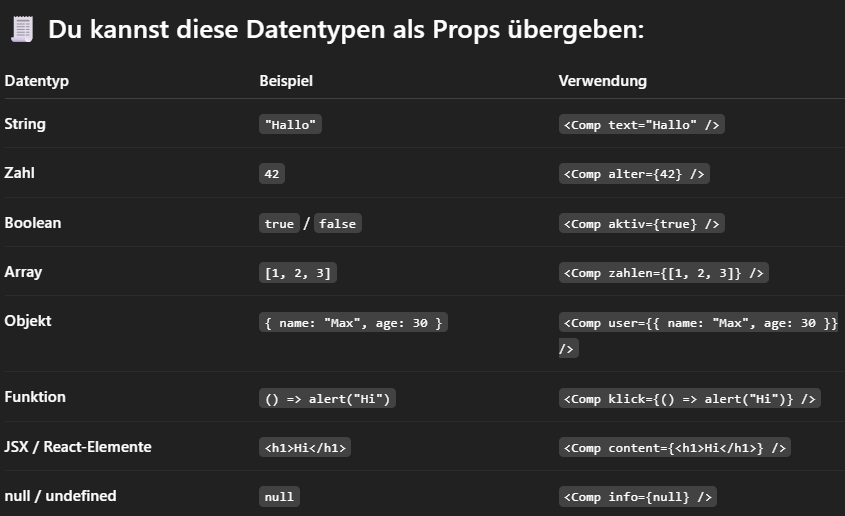 Du kannst diese Datentypen als Props übergeben:
Datentyp Beispiel Verwendung
String "Hallo" <Comp text="Hallo" />
Zahl 42 <Comp alter={42} />
Boolean true / false <Comp aktiv={true} />
Array [1, 2, 3] <Comp zahlen={[1, 2, 3]} />
Objekt { name: "Max", age: 30 } <Comp user={{ name: "Max", age: 30 }}
/>
Funktion () => alert("Hi") <Comp klick={() => alert("Hi")} />
JSX / React-Elemente <h1>Hi</h1> <Comp content={<h1>Hi</h1>} />
null / undefined null <Comp info={null} />